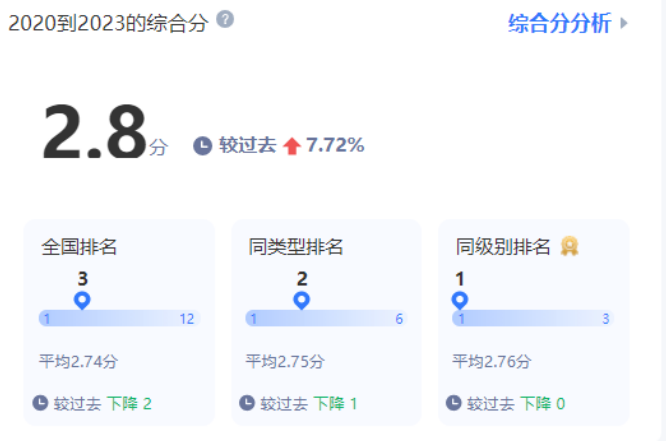 2020到2023的综合分 ?
综合分分析
2.8分
较过去 7.72%
全国排名
3
1 12
平均2.74分
较过去 下降 2
同类型排名
2
1 6
平均2.75分
较过去 下降 1
同级别排名
1
1 3
平均2.76分
较过去 下降 0